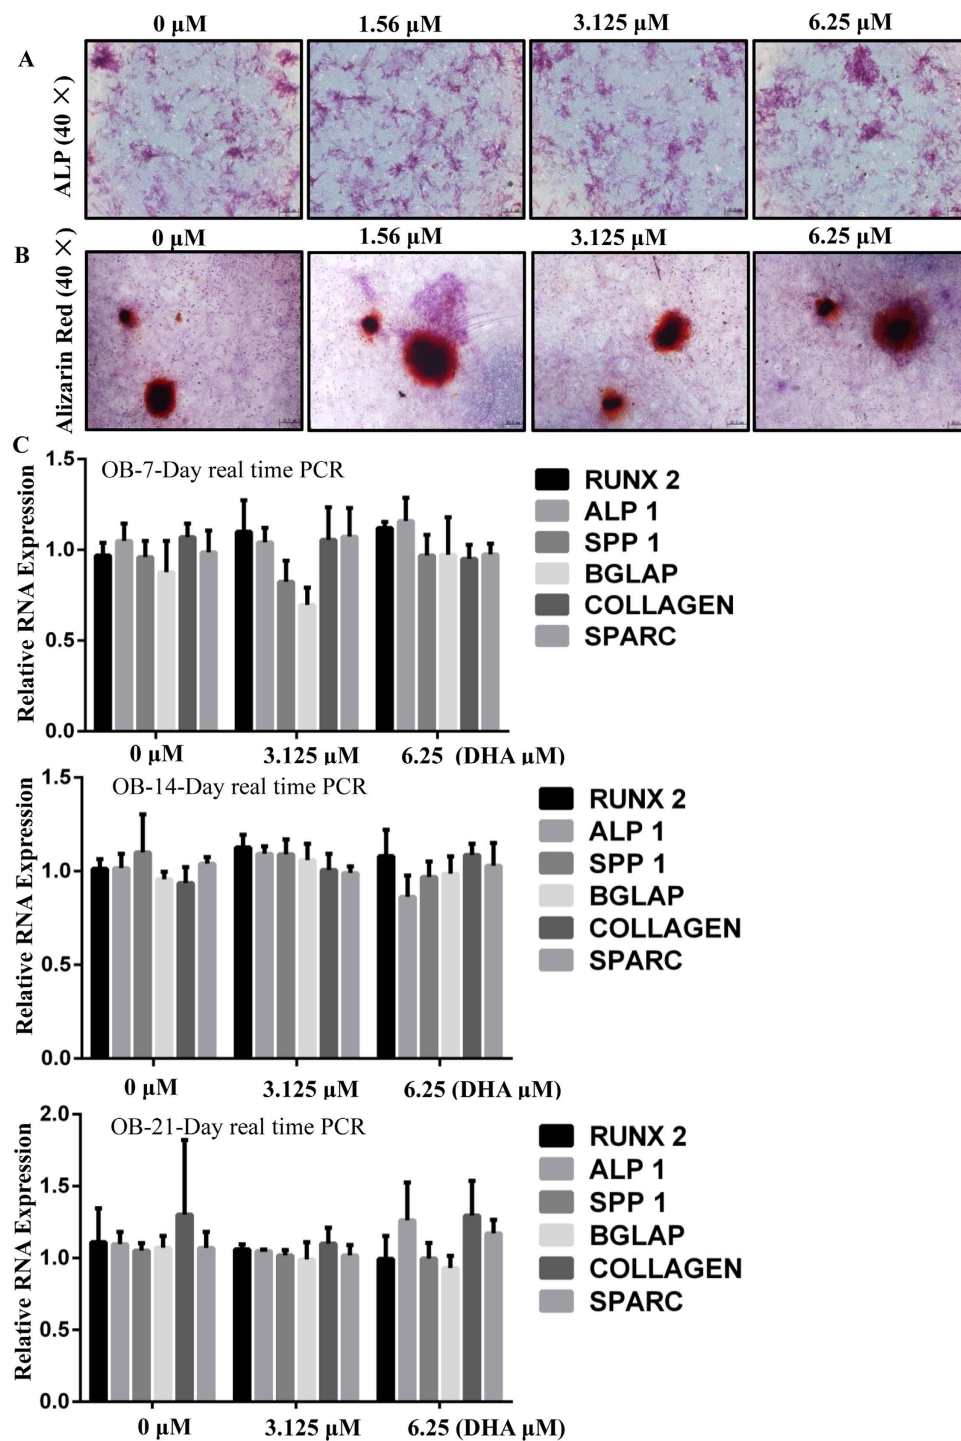 0 μM 1.56 μM 3.125 μM 6.25 μM
A
ALP (40 ×)
0 μM 1.56 μM 3.125 μM 6.25 μM
B
Alizarin Red (40 ×)
C
OB-7-Day real time PCR
Relative RNA Expression
1.5
1.0
0.5
0.0
0 μM 3.125 μM 6.25 (DHA μM)
RUNX 2
ALP 1
SPP 1
BGLAP
COLLAGEN
SPARC
OB-14-Day real time PCR
Relative RNA Expression
1.5
1.0
0.5
0.0
0 μM 3.125 μM 6.25 (DHA μM)
RUNX 2
ALP 1
SPP 1
BGLAP
COLLAGEN
SPARC
OB-21-Day real time PCR
Relative RNA Expression
2.0
1.5
1.0
0.5
0.0
0 μM 3.125 μM 6.25 (DHA μM)
RUNX 2
ALP 1
SPP 1
BGLAP
COLLAGEN
SPARC